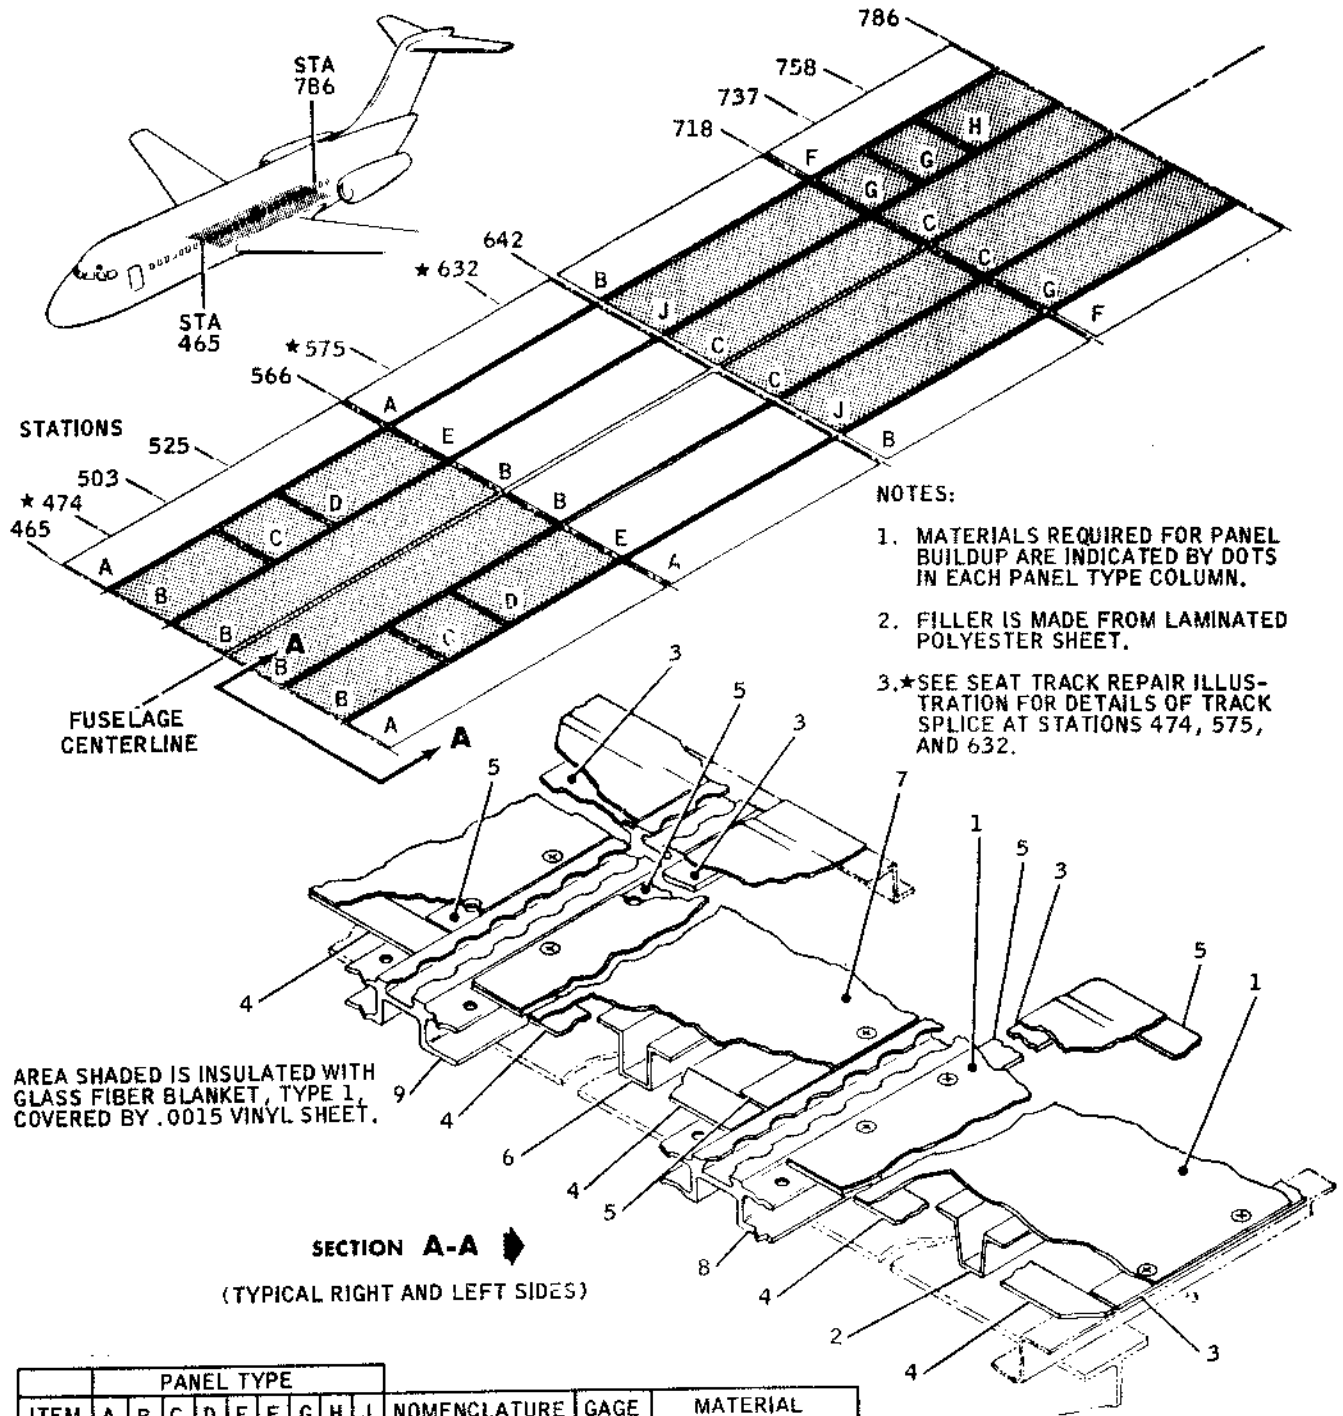 STA
786
STA
465
786
758
737
718
642
★ 632
★ 575
566
STATIONS
525
503
★ 474
465
F
G
G
H
C
C
G
F
B
J
C
C
J
B
A
E
B
B
E
A
A
B
C
D
B
B
C
D
B
A
FUSELAGE
CENTERLINE
A
A
NOTES:
1. MATERIALS REQUIRED FOR PANEL
BUILDUP ARE INDICATED BY DOTS
IN EACH PANEL TYPE COLUMN.
2. FILLER IS MADE FROM LAMINATED
POLYESTER SHEET.
3.★SEE SEAT TRACK REPAIR ILLUS-
TRATION FOR DETAILS OF TRACK
SPLICE AT STATIONS 474, 575,
AND 632.
3
5
3
5
7
1
5
3
5
5
1
4
9
4
6
4
5
8
4
2
4
3
AREA SHADED IS INSULATED WITH
GLASS FIBER BLANKET, TYPE 1,
COVERED BY .0015 VINYL SHEET.
SECTION A-A
(TYPICAL RIGHT AND LEFT SIDES)
PANEL TYPE
ITEM A B C D E F G H J NOMENCLATURE GAGE MATERIAL